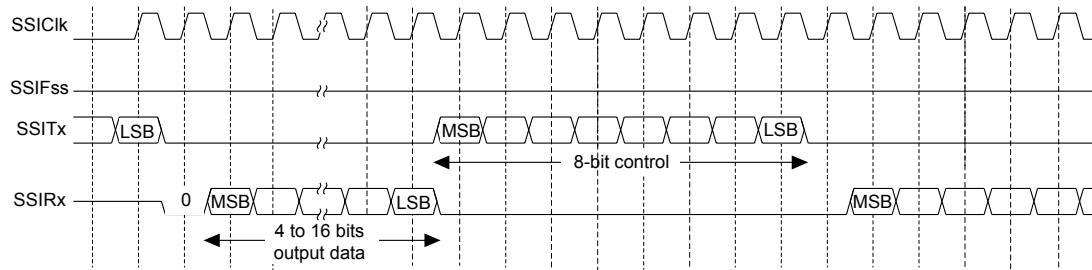 SSIClk
SSIFss
SSITx
LSB
MSB
LSB
8-bit control
SSIRx
0
MSB
LSB
MSB
4 to 16 bits
output data